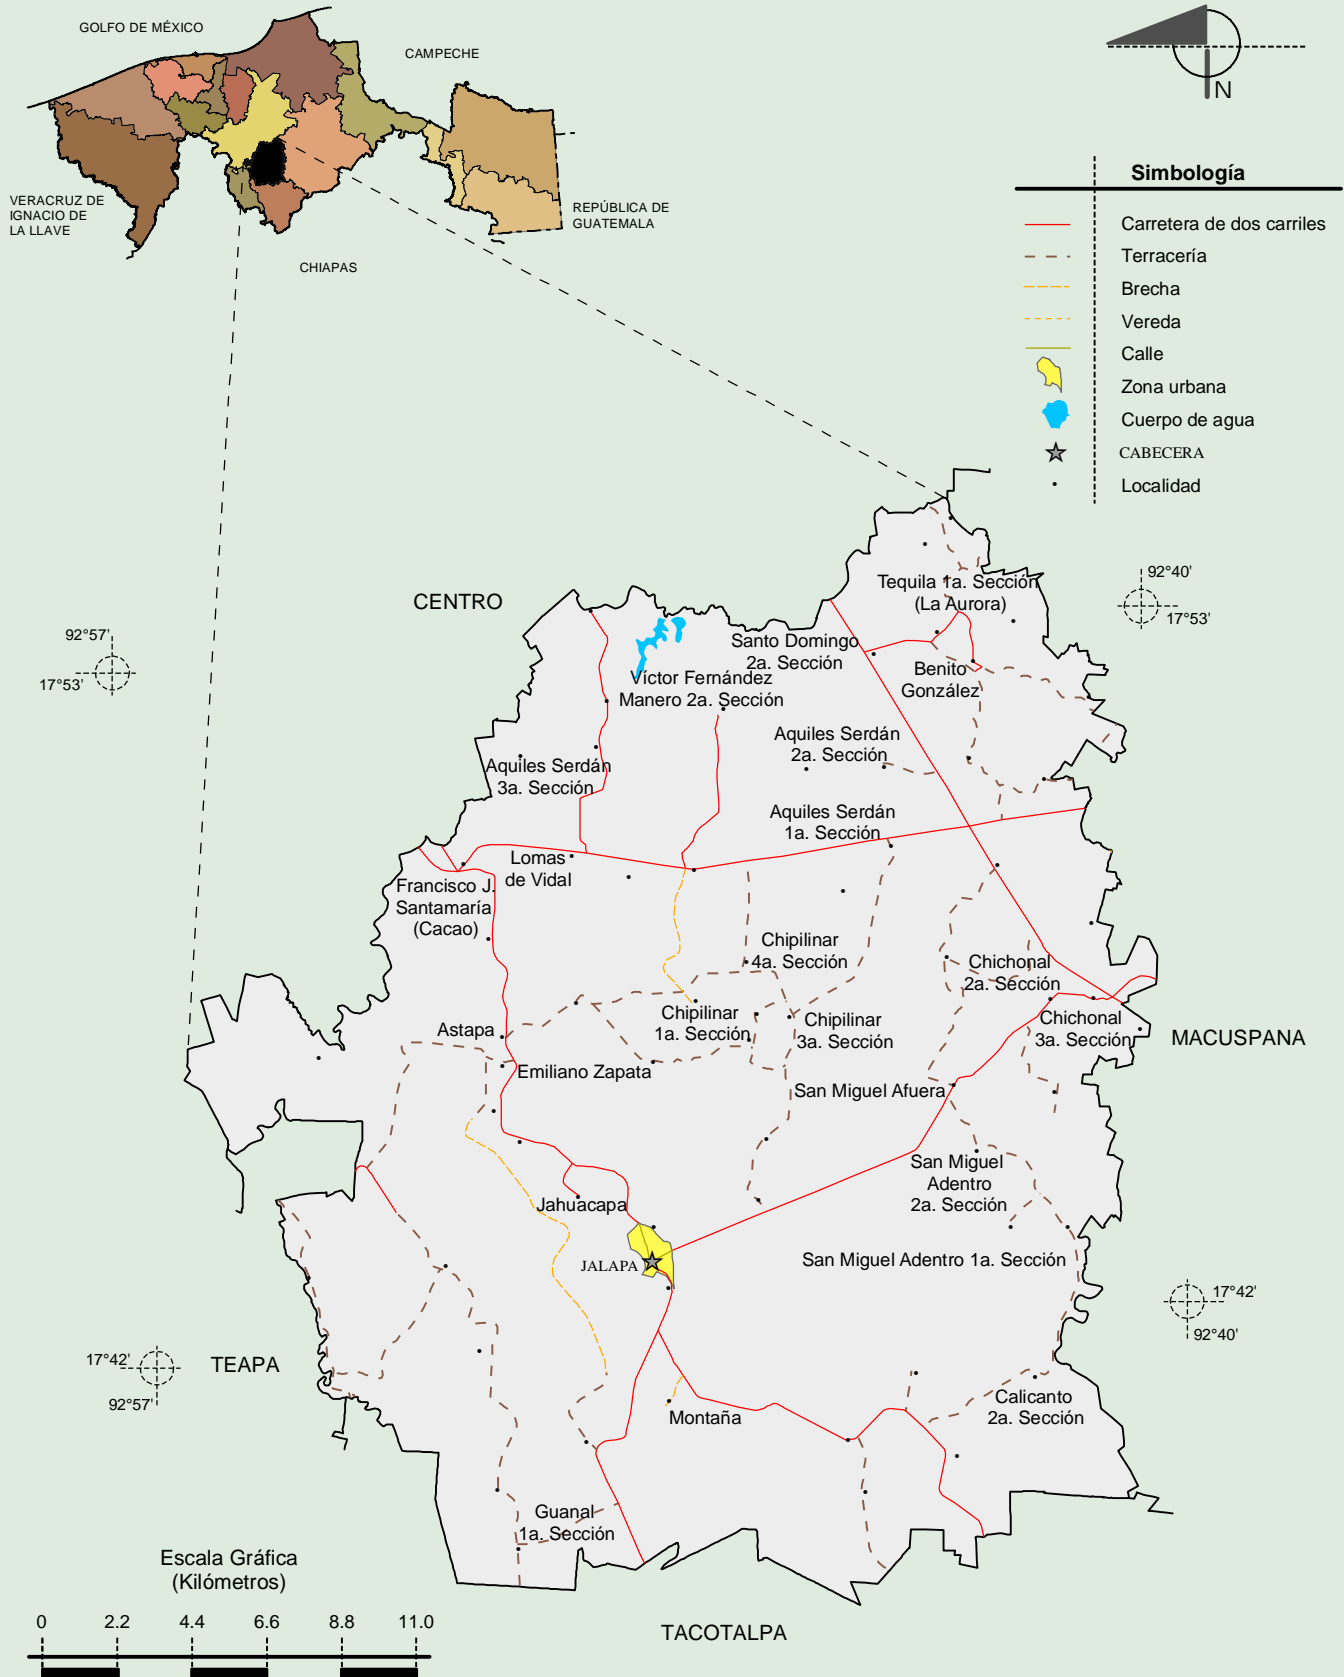 GOLFO DE MÉXICO
CAMPECHE
VERACRUZ DE
IGNACIO DE
LA LLAVE
REPÚBLICA DE
GUATEMALA
CHIAPAS
N
Simbología
Carretera de dos carriles
Terracería
Brecha
Vereda
Calle
Zona urbana
Cuerpo de agua
CABECERA
Localidad
92°40'
17°53'
92°57'
17°53'
CENTRO
Tequila 1a. Sección
(La Aurora)
Santo Domingo
2a. Sección
Benito
González
Víctor Fernández
Manero 2a. Sección
Aquiles Serdán
2a. Sección
Aquiles Serdán
3a. Sección
Aquiles Serdán
1a. Sección
Lomas
de Vidal
Francisco J.
Santamaría
(Cacao)
Chipilinar
4a. Sección
Chichonal
2a. Sección
Chipilinar
1a. Sección
Chipilinar
3a. Sección
Chichonal
3a. Sección
Astapa
MACUSPANA
Emiliano Zapata
San Miguel Afuera
San Miguel
Adentro
2a. Sección
Jahuacapa
San Miguel Adentro 1a. Sección
JALAPA
17°42'
92°40'
17°42'
92°57'
TEAPA
Calicanto
2a. Sección
Montaña
Guanal
1a. Sección
TACOTALPA
Escala Gráfica
(Kilómetros)
0 2.2 4.4 6.6 8.8 11.0